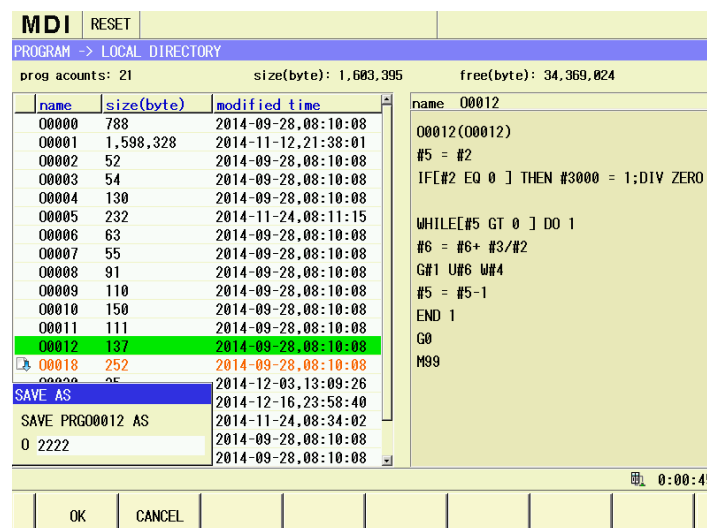 MDI RESET
PROGRAM -> LOCAL DIRECTORY
prog acounts: 21 size(byte): 1,603,395 free(byte): 34,369,024
name size(byte) modified time
O0000 788 2014-09-28,08:10:08
O0001 1,598,328 2014-11-12,21:38:01
O0002 52 2014-09-28,08:10:08
O0003 54 2014-09-28,08:10:08
O0004 130 2014-09-28,08:10:08
O0005 232 2014-11-24,08:11:15
O0006 63 2014-09-28,08:10:08
O0007 55 2014-09-28,08:10:08
O0008 91 2014-09-28,08:10:08
O0009 110 2014-09-28,08:10:08
O0010 150 2014-09-28,08:10:08
O0011 111 2014-09-28,08:10:08
O0012 137 2014-09-28,08:10:08
O0018 252 2014-09-28,08:10:08
2014-12-03,13:09:26
2014-12-16,23:58:40
2014-11-24,08:34:02
2014-09-28,08:10:08
2014-09-28,08:10:08
SAVE AS
SAVE PRGO0012 AS
O 2222
name O0012
O0012(O0012)
#5 = #2
IF[#2 EQ 0 ] THEN #3000 = 1;DIV ZERO
WHILE[#5 GT 0 ] DO 1
#6 = #6+ #3/#2
G#1 U#6 W#4
#5 = #5-1
END 1
G0
M99
0:00:4
OK CANCEL